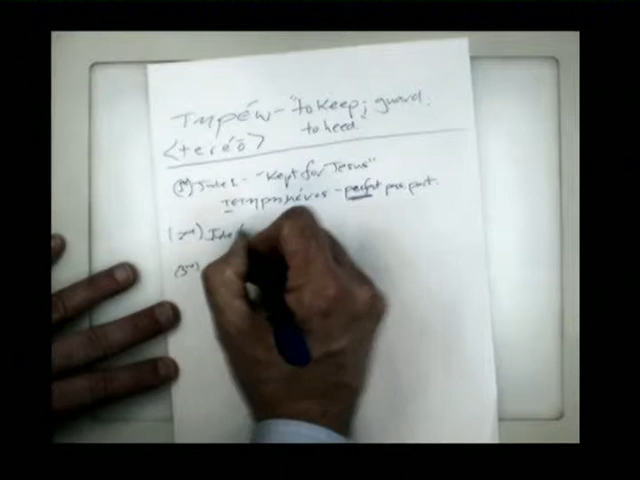 τηρέω - "to keep; guard.
to heed."
<tereō>
(1st) Jude 1 - "Kept for Jesus"
τετηρημένοις - perfect pass. part.
(2nd) Jude
(3rd)